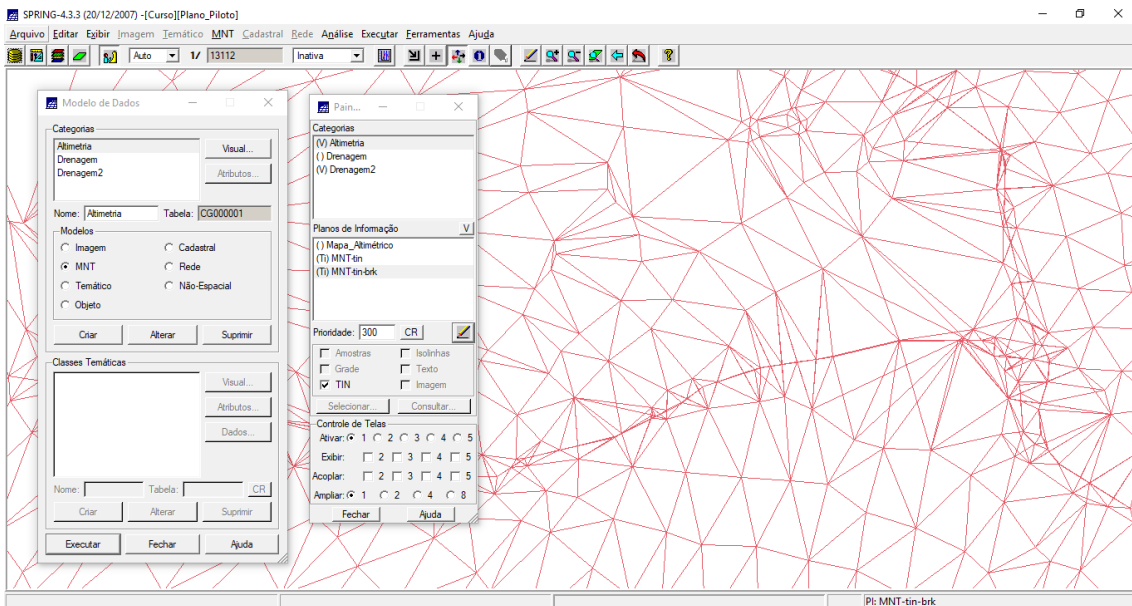 SPRING-4.3.3 (20/12/2007) -[Curso][Plano_Piloto]
Arquivo Editar Exibir Imagem Temático MNT Cadastral Rede Análise Executar Ferramentas Ajuda
Auto 1/ 13112 Inativa
Modelo de Dados
Categorias
Altimetria
Drenagem
Drenagem2
Visual...
Atributos...
Nome: Altimetria Tabela: CG000001
Modelos
Imagem Cadastral
MNT Rede
Temático Não-Espacial
Objeto
Criar Alterar Suprimir
Classes Temáticas
Visual...
Atributos...
Dados...
Nome: Tabela: CR
Criar Alterar Suprimir
Executar Fechar Ajuda
Pain...
Categorias
(V) Altimetria
( ) Drenagem
(V) Drenagem2
Planos de Informação V
( ) Mapa_Altimétrico
(Ti) MNT-tin
(Ti) MNT-tin-brk
Prioridade: 300 CR
Amostras Isolinhas
Grade Texto
TIN Imagem
Selecionar... Consultar...
Controle de Telas
Ativar: 1 2 3 4 5
Exibir: 2 3 4 5
Acoplar: 2 3 4 5
Ampliar: 1 2 4 8
Fechar Ajuda
PI: MNT-tin-brk